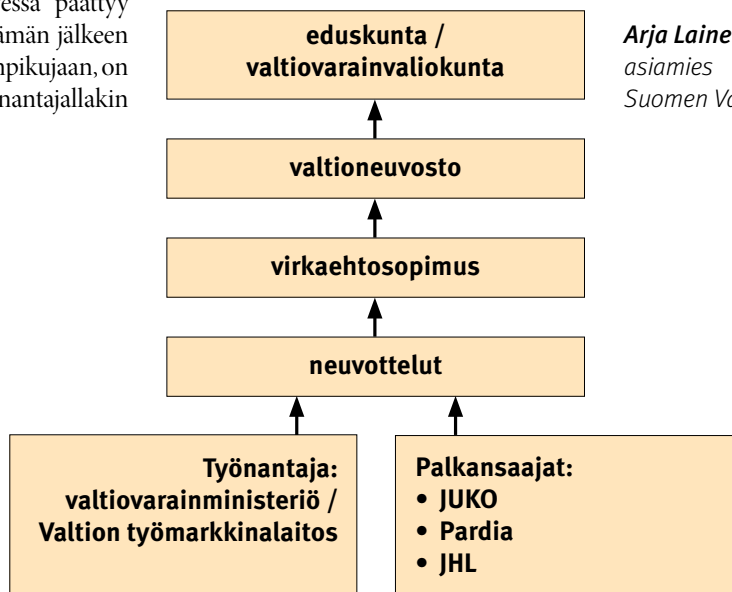 essa päättyy
ämän jälkeen
npikujaan, on
nantajallakin
eduskunta /
valtiovarainvaliokunta
Arja Laine
asiamies
Suomen Va
valtioneuvosto
virkaehtosopimus
neuvottelut
Työnantaja:
valtiovarainministeriö /
Valtion työmarkkinalaitos
Palkansaajat:
• JUKO
• Pardia
• JHL